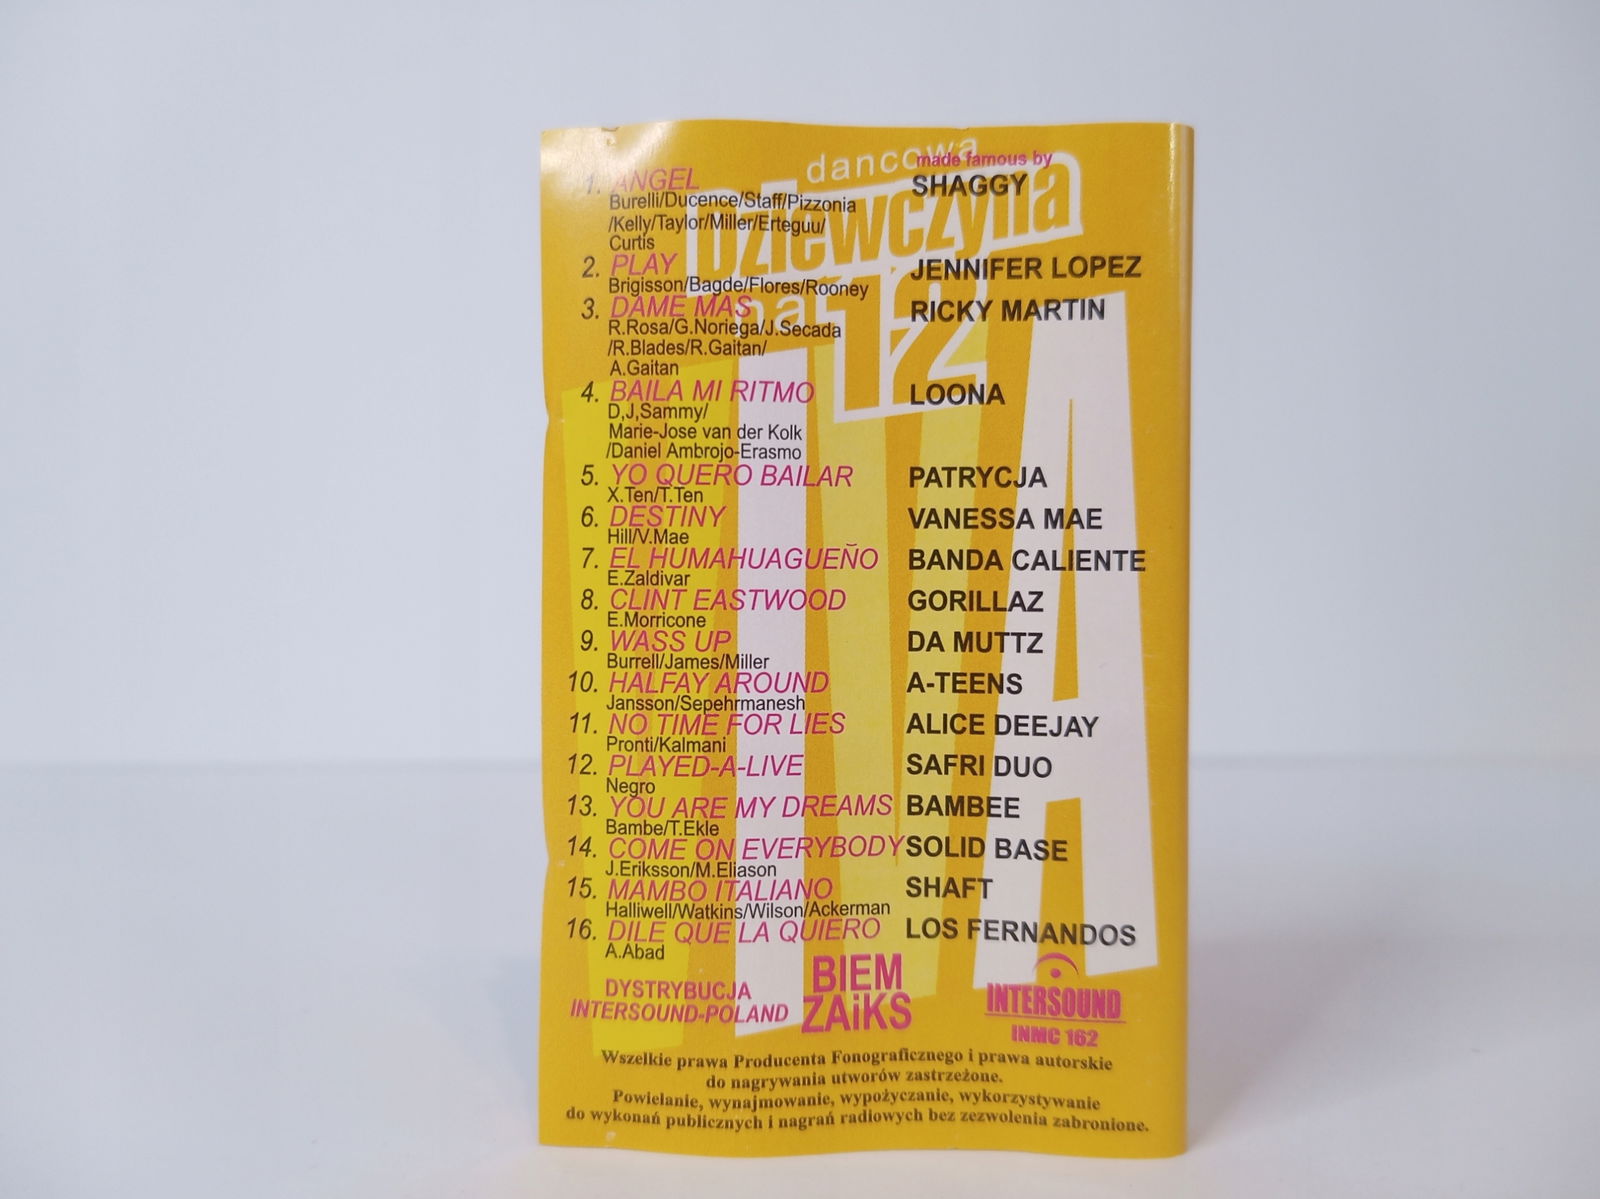 dancowa
Dziewczyna
na 12
made famous by
1. ANGEL SHAGGY
Burelli/Ducence/Staff/Pizzonia
/Kelly/Taylor/Miller/Erteguu/
Curtis
2. PLAY JENNIFER LOPEZ
Brigisson/Bagde/Flores/Rooney
3. DAME MAS RICKY MARTIN
R.Rosa/G.Noriega/J.Secada
/R.Blades/R.Gaitan/
A.Gaitan
4. BAILA MI RITMO LOONA
D,J,Sammy/
Marie-Jose van der Kolk
/Daniel Ambrojo-Erasmo
5. YO QUERO BAILAR PATRYCJA
X.Ten/T.Ten
6. DESTINY VANESSA MAE
Hill/V.Mae
7. EL HUMAHUAGUEÑO BANDA CALIENTE
E.Zaldivar
8. CLINT EASTWOOD GORILLAZ
E.Morricone
9. WASS UP DA MUTTZ
Burrell/James/Miller
10. HALFAY AROUND A-TEENS
Jansson/Sepehrmanesh
11. NO TIME FOR LIES ALICE DEEJAY
Pronti/Kalmani
12. PLAYED-A-LIVE SAFRI DUO
Negro
13. YOU ARE MY DREAMS BAMBEE
Bambe/T.Ekle
14. COME ON EVERYBODY SOLID BASE
J.Eriksson/M.Eliason
15. MAMBO ITALIANO SHAFT
Halliwell/Watkins/Wilson/Ackerman
16. DILE QUE LA QUIERO LOS FERNANDOS
A.Abad
DYSTRYBUCJA
INTERSOUND-POLAND
BIEM
ZAiKS
INTERSOUND
INMC 162
Wszelkie prawa Producenta Fonograficznego i prawa autorskie
do nagrywania utworów zastrzeżone.
Powielanie, wynajmowanie, wypożyczanie, wykorzystywanie
do wykonań publicznych i nagrań radiowych bez zezwolenia zabronione.